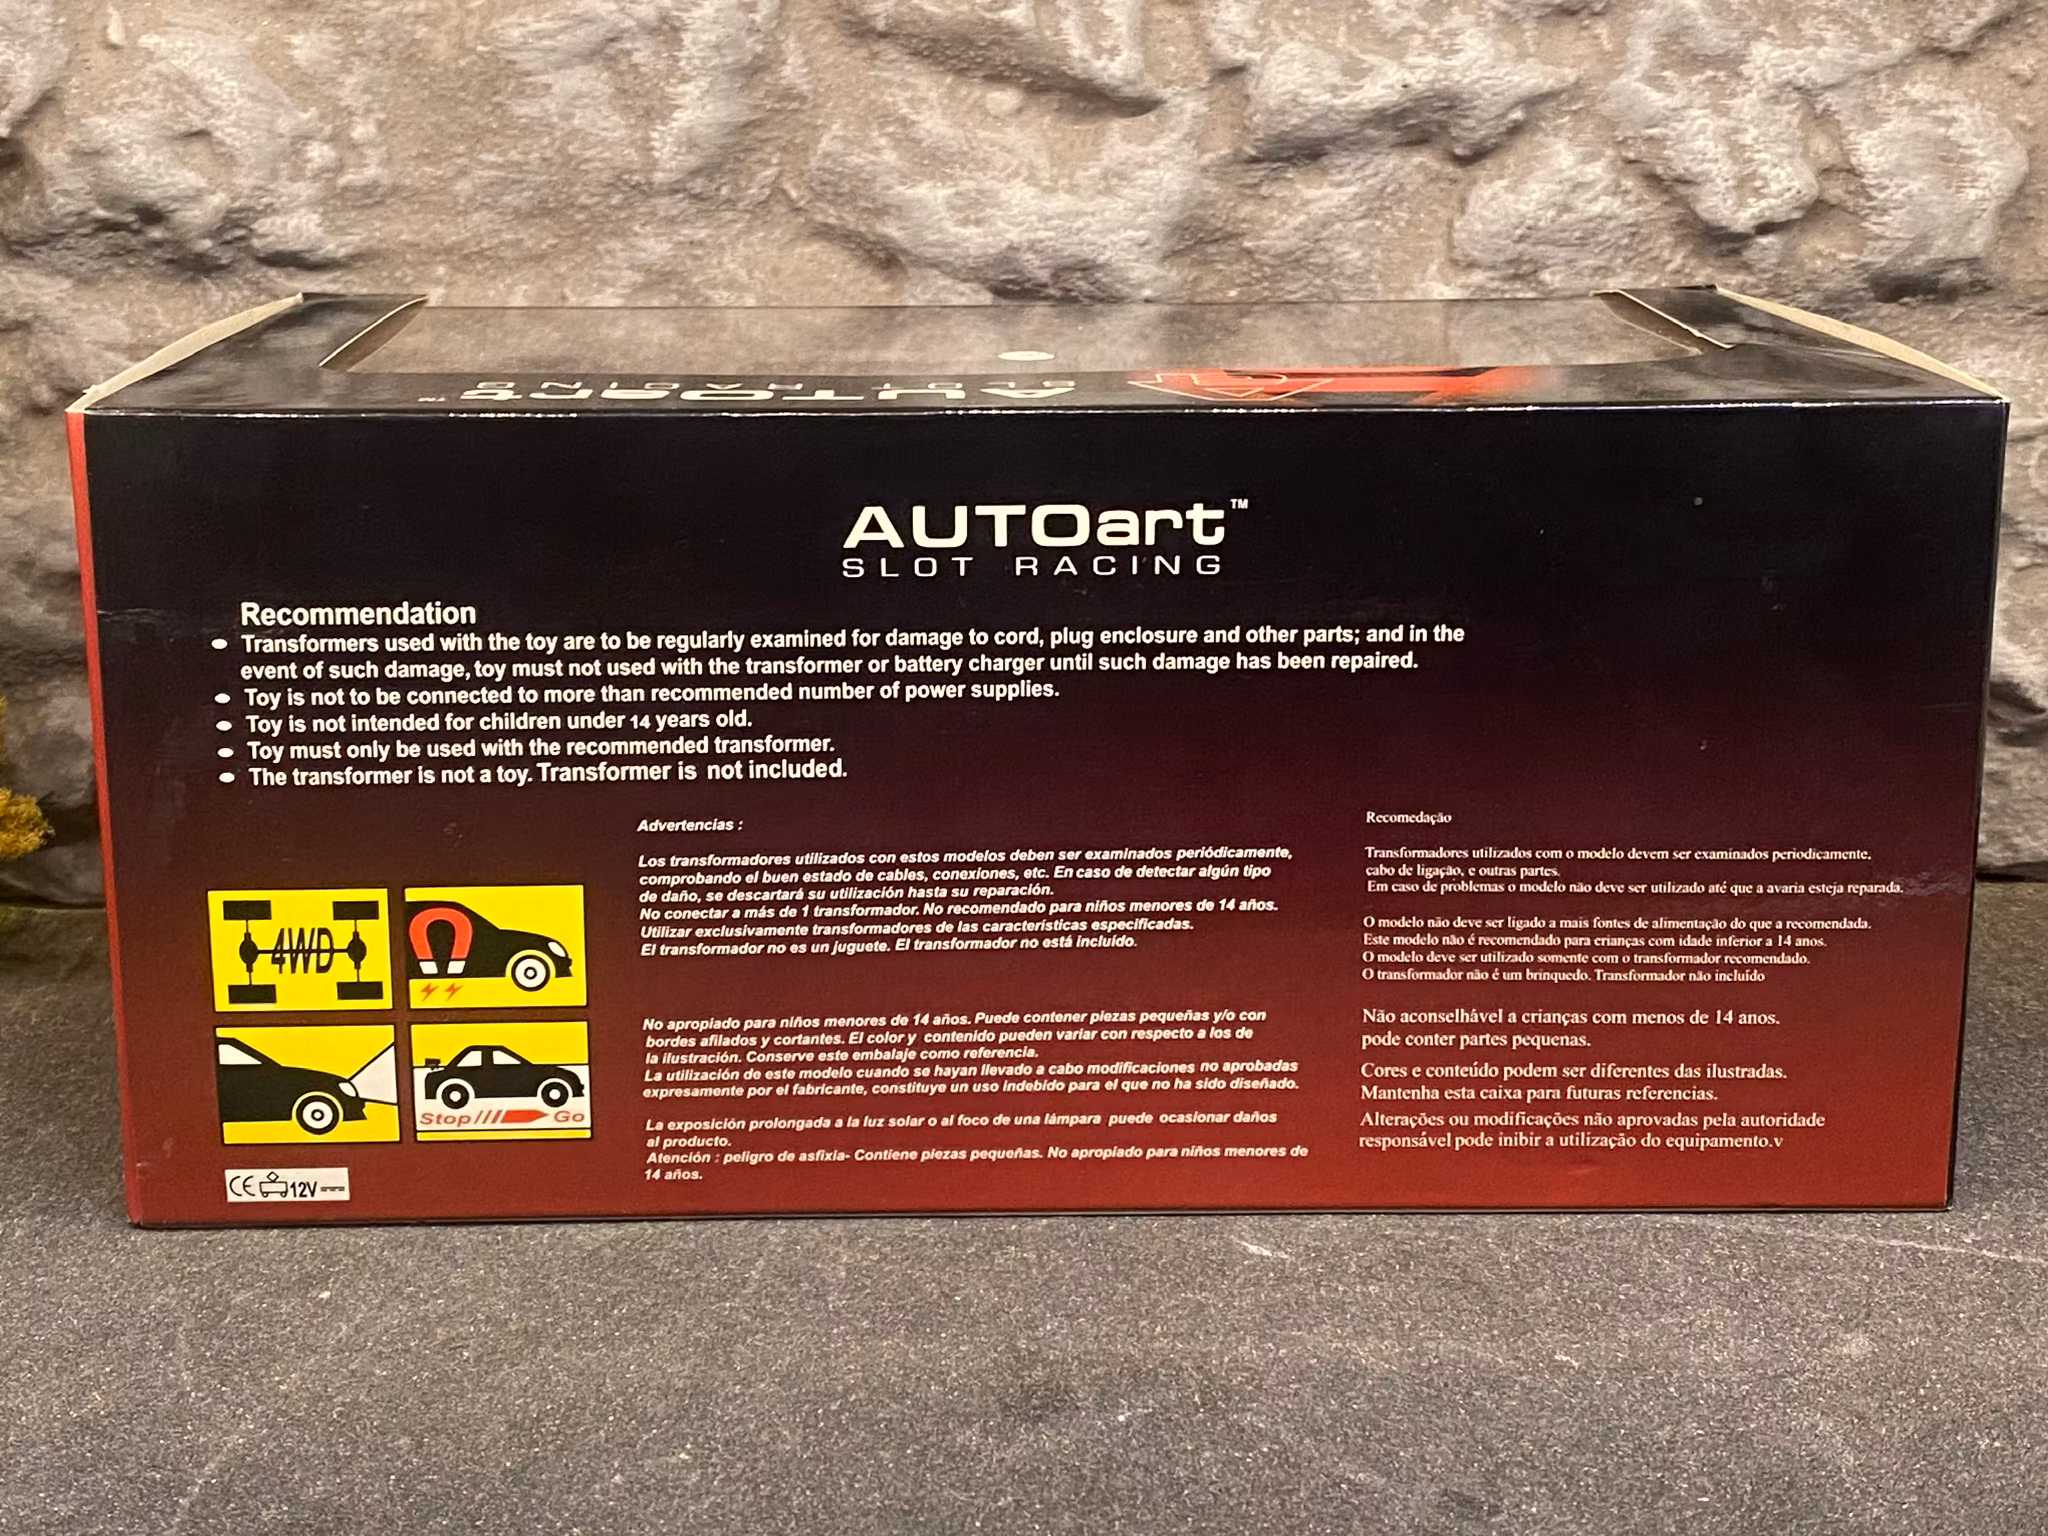 AUTOart™
SLOT RACING
AUTOart™
SLOT RACING
Recommendation
● Transformers used with the toy are to be regularly examined for damage to cord, plug enclosure and other parts; and in the
event of such damage, toy must not used with the transformer or battery charger until such damage has been repaired.
● Toy is not to be connected to more than recommended number of power supplies.
● Toy is not intended for children under 14 years old.
● Toy must only be used with the recommended transformer.
● The transformer is not a toy. Transformer is not included.
4WD
Stop Go
CE 12V
Advertencias :
Los transformadores utilizados con estos modelos deben ser examinados periódicamente,
comprobando el buen estado de cables, conexiones, etc. En caso de detectar algún tipo
de daño, se descartará su utilización hasta su reparación.
No conectar a más de 1 transformador. No recomendado para niños menores de 14 años.
Utilizar exclusivamente transformadores de las características especificadas.
El transformador no es un juguete. El transformador no está incluído.
No apropiado para niños menores de 14 años. Puede contener piezas pequeñas y/o con
bordes afilados y cortantes. El color y contenido pueden variar con respecto a los de
la ilustración. Conserve este embalaje como referencia.
La utilización de este modelo cuando se hayan llevado a cabo modificaciones no aprobadas
expresamente por el fabricante, constituye un uso indebido para el que no ha sido diseñado.
La exposición prolongada a la luz solar o al foco de una lámpara puede ocasionar daños
al producto.
Atención : peligro de asfixia- Contiene piezas pequeñas. No apropiado para niños menores de
14 años.
Recomedação
Transformadores utilizados com o modelo devem ser examinados periodicamente.
cabo de ligação, e outras partes.
Em caso de problemas o modelo não deve ser utilizado até que a avaria esteja reparada.
O modelo não deve ser ligado a mais fontes de alimentação do que a recomendada.
Este modelo não é recomendado para crianças com idade inferior a 14 anos.
O modelo deve ser utilizado somente com o transformador recomendado.
O transformador não é um brinquedo. Transformador não incluído
Não aconselhável a crianças com menos de 14 anos.
pode conter partes pequenas.
Cores e conteúdo podem ser diferentes das ilustradas.
Mantenha esta caixa para futuras referencias.
Alterações ou modificações não aprovadas pela autoridade
responsável pode inibir a utilização do equipamento.v